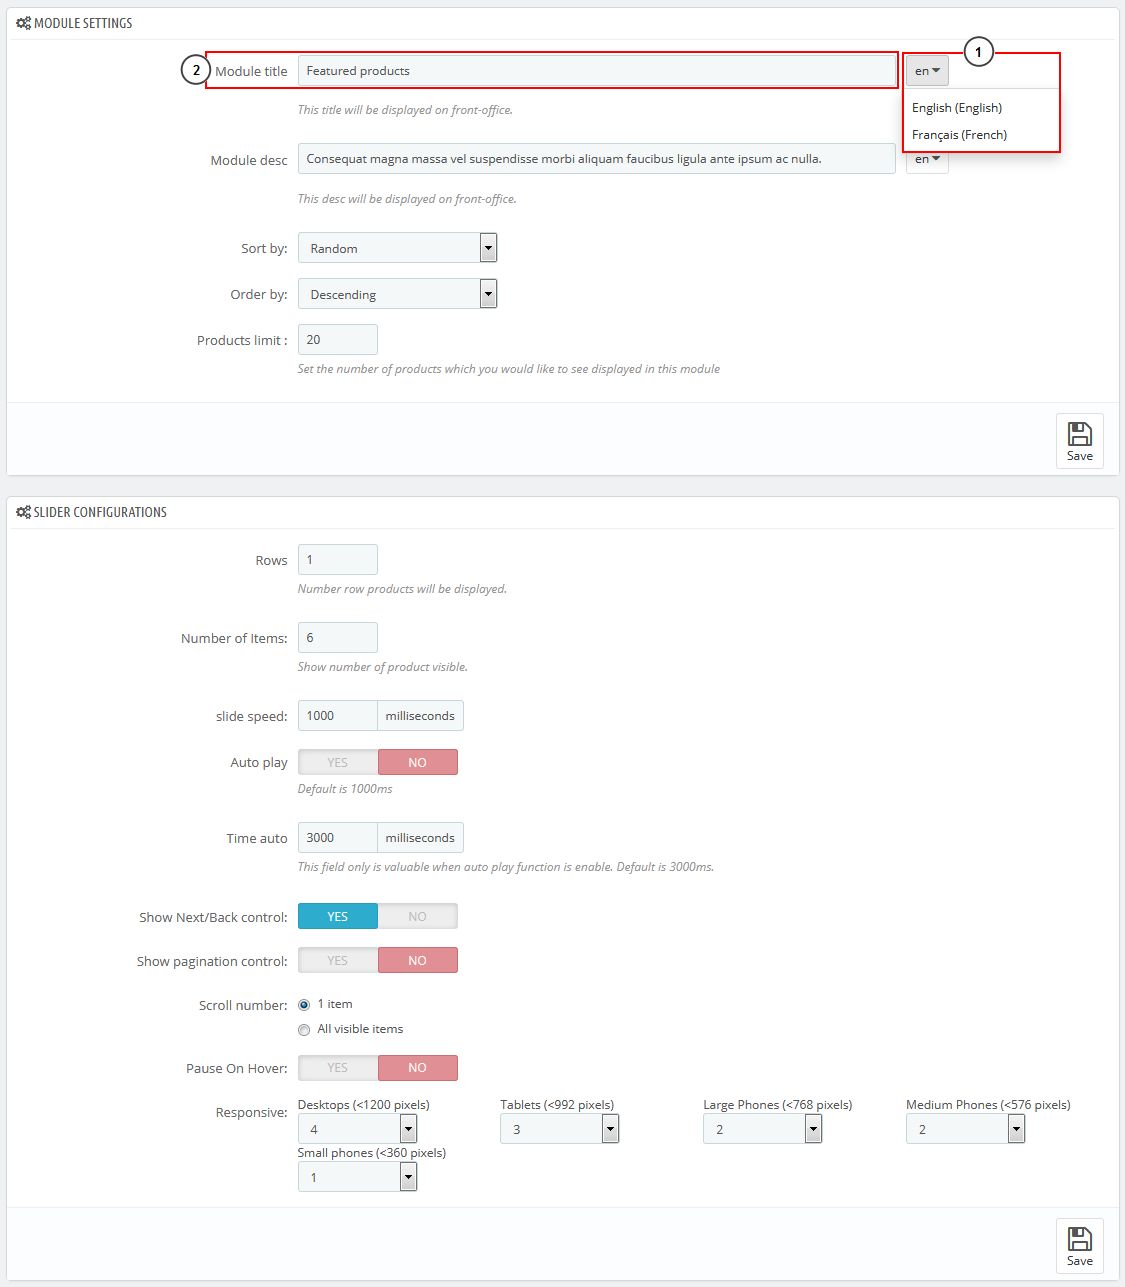 MODULE SETTINGS
1
2 Module title Featured products en
This title will be displayed on front-office.
English (English)
Français (French)
Module desc Consequat magna massa vel suspendisse morbi aliquam faucibus ligula ante ipsum ac nulla. en
This desc will be displayed on front-office.
Sort by: Random
Order by: Descending
Products limit : 20
Set the number of products which you would like to see displayed in this module
Save
SLIDER CONFIGURATIONS
Rows 1
Number row products will be displayed.
Number of Items: 6
Show number of product visible.
slide speed: 1000 milliseconds
Auto play YES NO
Default is 1000ms
Time auto 3000 milliseconds
This field only is valuable when auto play function is enable. Default is 3000ms.
Show Next/Back control: YES NO
Show pagination control: YES NO
Scroll number: 1 item
All visible items
Pause On Hover: YES NO
Responsive: Desktops (<1200 pixels) Tablets (<992 pixels) Large Phones (<768 pixels) Medium Phones (<576 pixels)
4 3 2 2
Small phones (<360 pixels)
1
Save